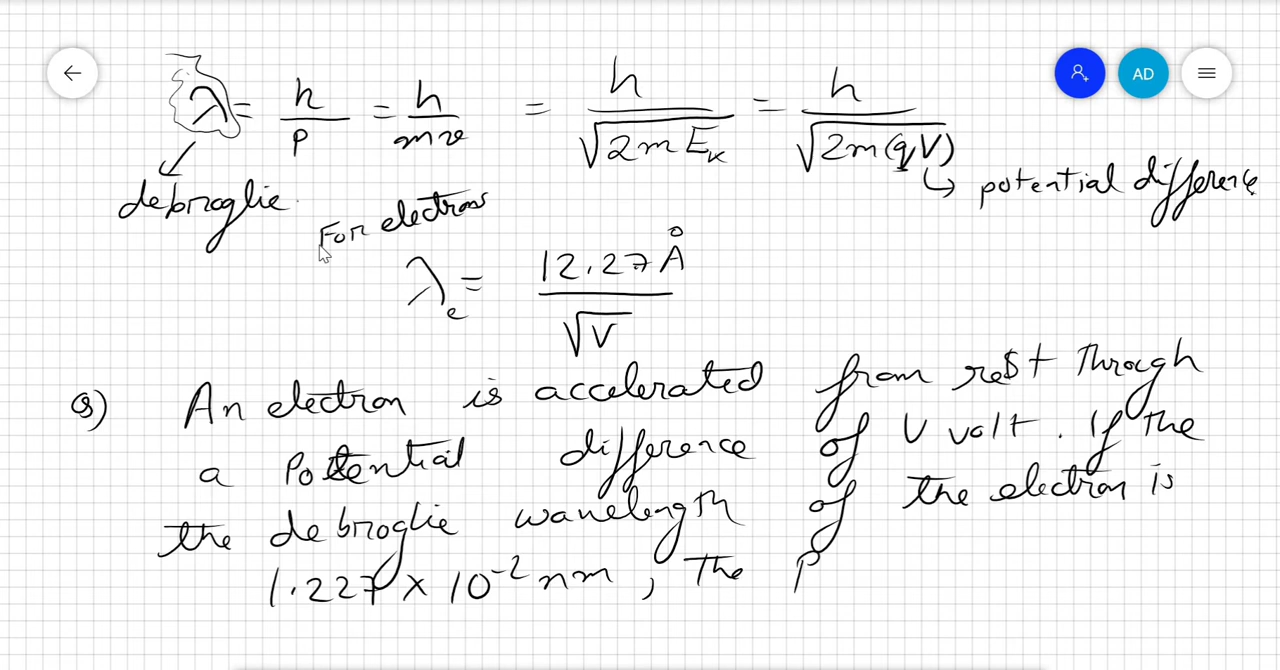 AD
λ = h/p = h/mv = h/√2mEk = h/√2m(qV)
↳ potential difference
debroglie
For electrons
λe = 12.27 Å/√V
Q) An electron is accelerated from rest through
a Potential difference of V volt. If the
the debroglie wavelength of the electron is
1.227 × 10⁻² nm, the P